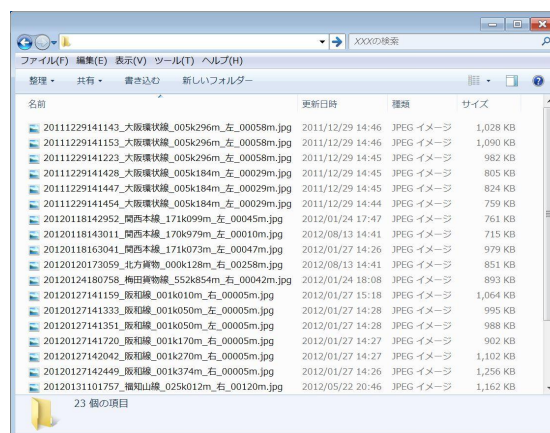 XXXの検索
ファイル(F) 編集(E) 表示(V) ツール(T) ヘルプ(H)
整理 共有 書き込む 新しいフォルダー
名前 更新日時 種類 サイズ
20111229141143_大阪環状線_005k296m_左_00058m.jpg 2011/12/29 14:46 JPEG イメージ 1,028 KB
20111229141153_大阪環状線_005k296m_左_00058m.jpg 2011/12/29 14:46 JPEG イメージ 1,090 KB
20111229141223_大阪環状線_005k296m_左_00058m.jpg 2011/12/29 14:45 JPEG イメージ 982 KB
20111229141428_大阪環状線_005k184m_左_00029m.jpg 2011/12/29 14:45 JPEG イメージ 805 KB
20111229141447_大阪環状線_005k184m_左_00029m.jpg 2011/12/29 14:45 JPEG イメージ 824 KB
20111229141454_大阪環状線_005k184m_左_00029m.jpg 2011/12/29 14:44 JPEG イメージ 759 KB
20120118142952_関西本線_171k099m_左_00045m.jpg 2012/01/24 17:47 JPEG イメージ 761 KB
20120118143011_関西本線_170k979m_左_00010m.jpg 2012/08/13 14:41 JPEG イメージ 715 KB
20120118163041_関西本線_171k073m_左_00047m.jpg 2012/01/27 14:26 JPEG イメージ 979 KB
20120120173059_北方貨物_000k128m_右_00258m.jpg 2012/08/13 14:41 JPEG イメージ 851 KB
20120124180758_梅田貨物線_552k854m_右_00042m.jpg 2012/01/24 18:08 JPEG イメージ 893 KB
20120127141159_阪和線_001k010m_右_00005m.jpg 2012/01/27 15:18 JPEG イメージ 1,064 KB
20120127141333_阪和線_001k050m_左_00005m.jpg 2012/01/27 14:28 JPEG イメージ 995 KB
20120127141351_阪和線_001k050m_左_00005m.jpg 2012/01/27 14:28 JPEG イメージ 988 KB
20120127141720_阪和線_001k170m_右_00005m.jpg 2012/01/27 14:27 JPEG イメージ 902 KB
20120127142042_阪和線_001k270m_右_00005m.jpg 2012/01/27 14:27 JPEG イメージ 1,102 KB
20120127142449_阪和線_001k374m_右_00005m.jpg 2012/01/27 14:26 JPEG イメージ 1,256 KB
20120131101757_福知山線_025k012m_右_00120m.jpg 2012/05/22 20:46 JPEG イメージ 1,162 KB
23 個の項目